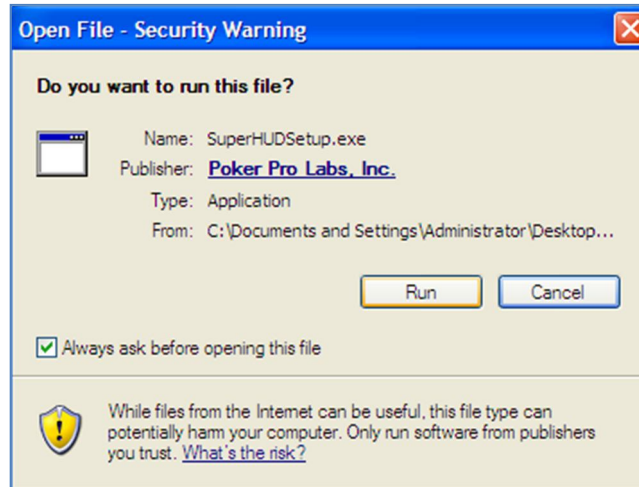 Open File - Security Warning
Do you want to run this file?
Name: SuperHUDSetup.exe
Publisher: Poker Pro Labs, Inc.
Type: Application
From: C:\Documents and Settings\Administrator\Desktop...
Run Cancel
Always ask before opening this file
While files from the Internet can be useful, this file type can
potentially harm your computer. Only run software from publishers
you trust. What's the risk?